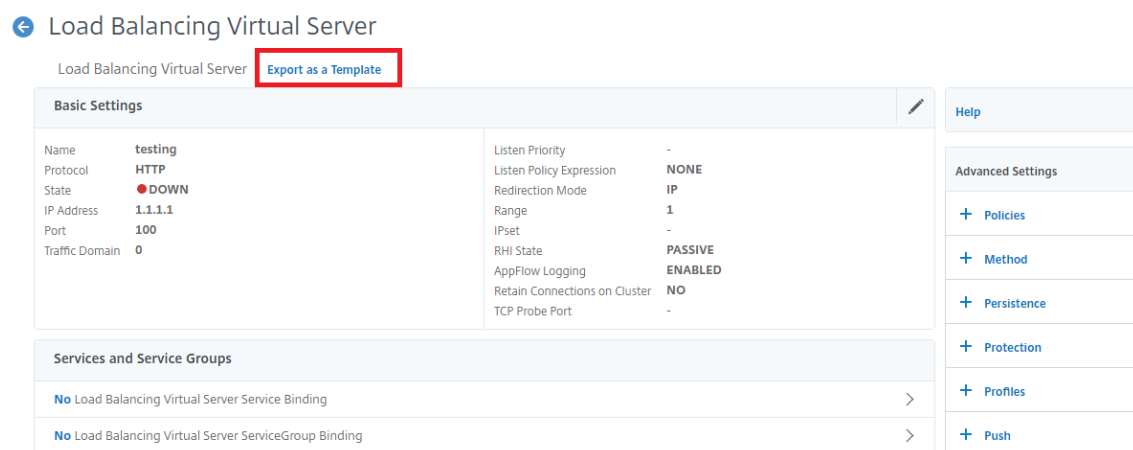 Load Balancing Virtual Server
Load Balancing Virtual Server Export as a Template
Basic Settings
Name testing
Protocol HTTP
State DOWN
IP Address 1.1.1.1
Port 100
Traffic Domain 0
Listen Priority -
Listen Policy Expression NONE
Redirection Mode IP
Range 1
IPset -
RHI State PASSIVE
AppFlow Logging ENABLED
Retain Connections on Cluster NO
TCP Probe Port -
Services and Service Groups
No Load Balancing Virtual Server Service Binding
No Load Balancing Virtual Server ServiceGroup Binding
Help
Advanced Settings
+ Policies
+ Method
+ Persistence
+ Protection
+ Profiles
+ Push